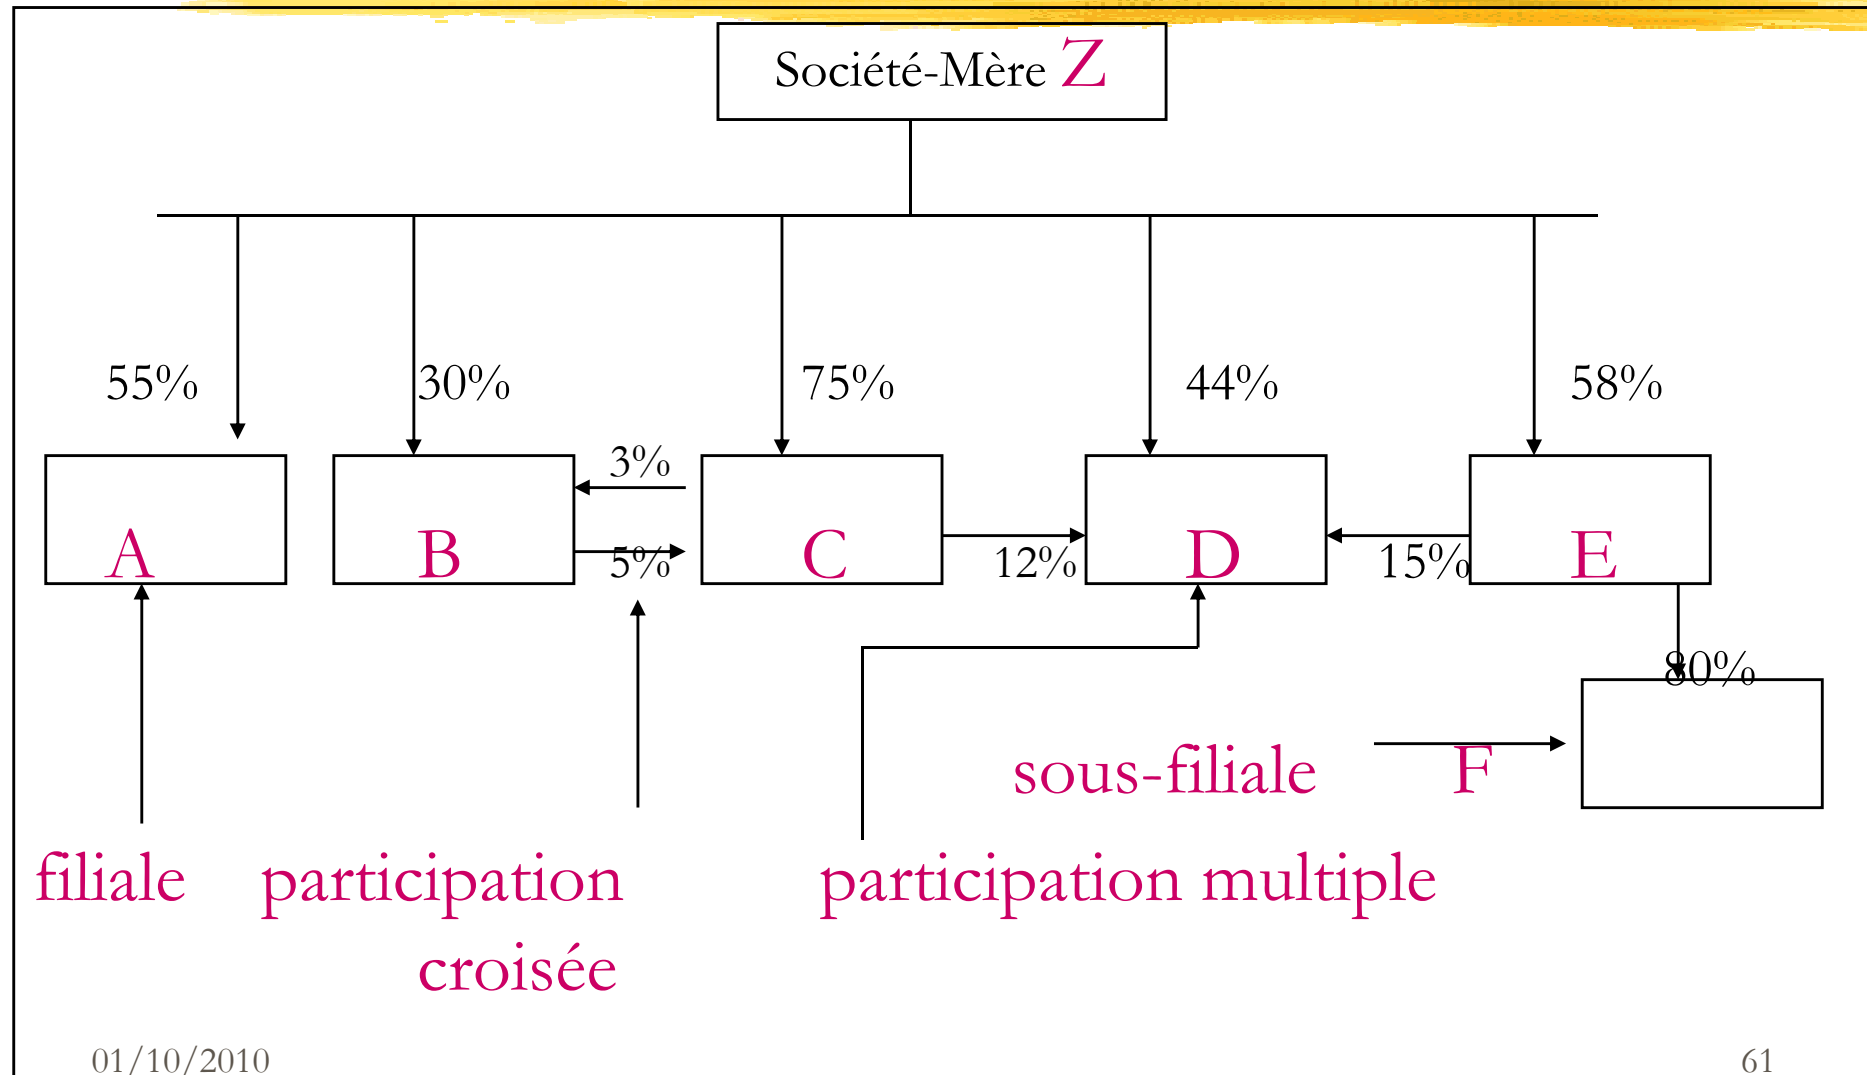 Société-Mère Z
55% 30% 75% 44% 58%
3%
A B C D E
5% 12% 15%
80%
sous-filiale F
filiale participation participation multiple
croisée
01/10/2010 61